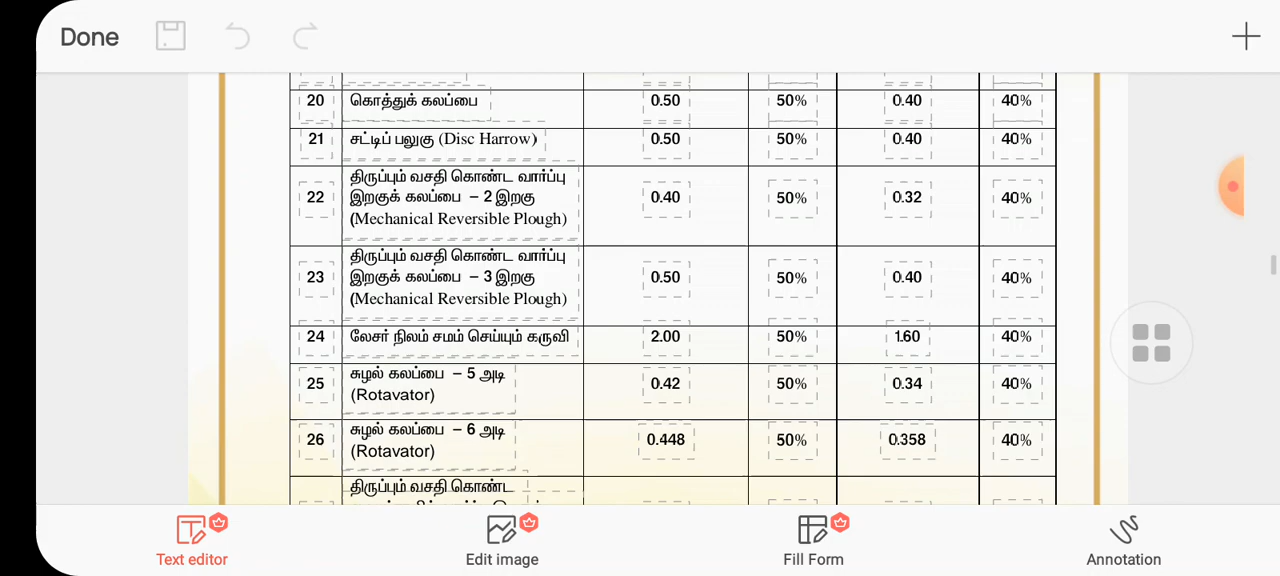 Done
20 கொத்துக் கலப்பை 0.50 50% 0.40 40%
21 சட்டிப் பலுகு (Disc Harrow) 0.50 50% 0.40 40%
திருப்பும் வசதி கொண்ட வார்ப்பு
22 இறகுக் கலப்பை – 2 இறகு 0.40 50% 0.32 40%
(Mechanical Reversible Plough)
திருப்பும் வசதி கொண்ட வார்ப்பு
23 இறகுக் கலப்பை – 3 இறகு 0.50 50% 0.40 40%
(Mechanical Reversible Plough)
24 லேசர் நிலம் சமம் செய்யும் கருவி 2.00 50% 1.60 40%
25 சுழல் கலப்பை – 5 அடி 0.42 50% 0.34 40%
(Rotavator)
26 சுழல் கலப்பை – 6 அடி 0.448 50% 0.358 40%
(Rotavator)
திருப்பும் வசதி கொண்ட
Text editor Edit image Fill Form Annotation